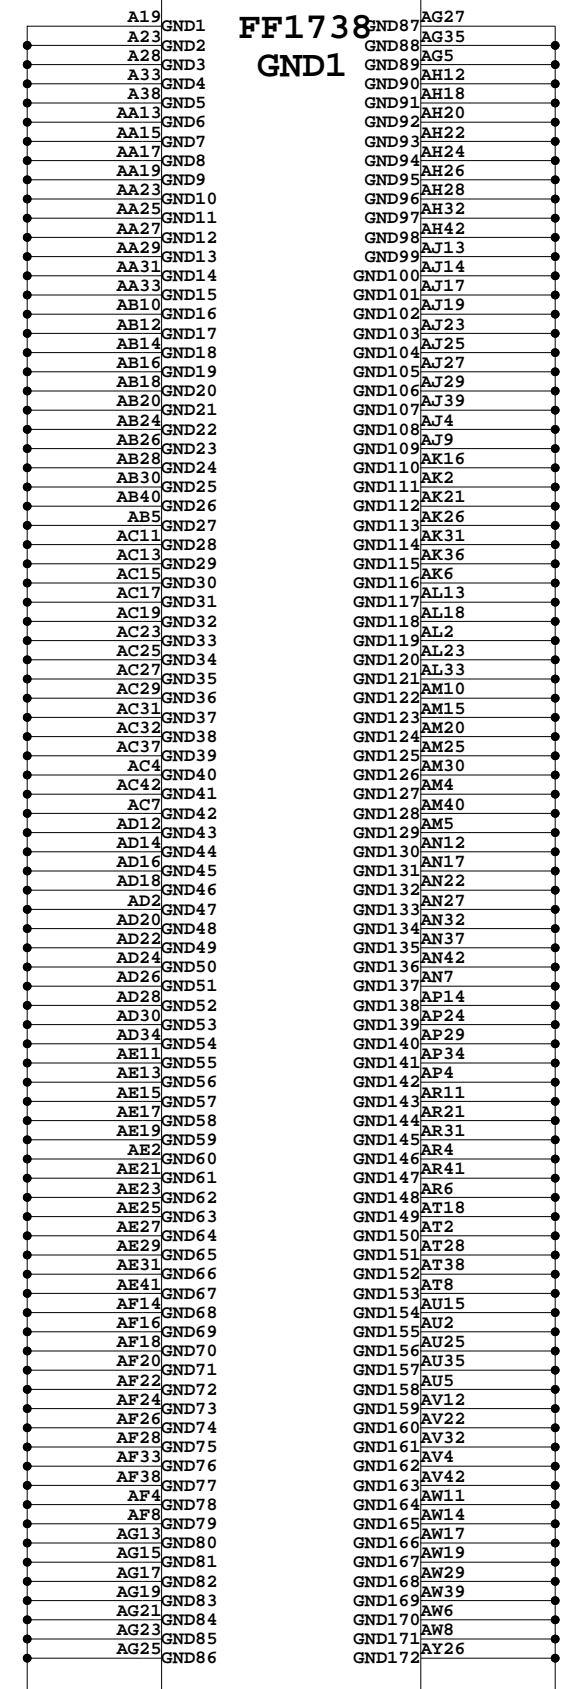 FF1738
GND1
A19 GND1 GND87 AG27
A23 GND2 GND88 AG35
A28 GND3 GND89 AG5
A33 GND4 GND90 AH12
A38 GND5 GND91 AH18
AA13 GND6 GND92 AH20
AA15 GND7 GND93 AH22
AA17 GND8 GND94 AH24
AA19 GND9 GND95 AH26
AA23 GND10 GND96 AH28
AA25 GND11 GND97 AH32
AA27 GND12 GND98 AH42
AA29 GND13 GND99 AJ13
AA31 GND14 GND100 AJ14
AA33 GND15 GND101 AJ17
AB10 GND16 GND102 AJ19
AB12 GND17 GND103 AJ23
AB14 GND18 GND104 AJ25
AB16 GND19 GND105 AJ27
AB18 GND20 GND106 AJ29
AB20 GND21 GND107 AJ39
AB24 GND22 GND108 AJ4
AB26 GND23 GND109 AJ9
AB28 GND24 GND110 AK16
AB30 GND25 GND111 AK2
AB40 GND26 GND112 AK21
AB5 GND27 GND113 AK26
AC11 GND28 GND114 AK31
AC13 GND29 GND115 AK36
AC15 GND30 GND116 AK6
AC17 GND31 GND117 AL13
AC19 GND32 GND118 AL18
AC23 GND33 GND119 AL2
AC25 GND34 GND120 AL23
AC27 GND35 GND121 AL33
AC29 GND36 GND122 AM10
AC31 GND37 GND123 AM15
AC32 GND38 GND124 AM20
AC37 GND39 GND125 AM25
AC4 GND40 GND126 AM30
AC42 GND41 GND127 AM4
AC7 GND42 GND128 AM40
AD12 GND43 GND129 AM5
AD14 GND44 GND130 AN12
AD16 GND45 GND131 AN17
AD18 GND46 GND132 AN22
AD2 GND47 GND133 AN27
AD20 GND48 GND134 AN32
AD22 GND49 GND135 AN37
AD24 GND50 GND136 AN42
AD26 GND51 GND137 AN7
AD28 GND52 GND138 AP14
AD30 GND53 GND139 AP24
AD34 GND54 GND140 AP29
AE11 GND55 GND141 AP34
AE13 GND56 GND142 AP4
AE15 GND57 GND143 AR11
AE17 GND58 GND144 AR21
AE19 GND59 GND145 AR31
AE2 GND60 GND146 AR4
AE21 GND61 GND147 AR41
AE23 GND62 GND148 AR6
AE25 GND63 GND149 AT18
AE27 GND64 GND150 AT2
AE29 GND65 GND151 AT28
AE31 GND66 GND152 AT38
AE41 GND67 GND153 AT8
AF14 GND68 GND154 AU15
AF16 GND69 GND155 AU2
AF18 GND70 GND156 AU25
AF20 GND71 GND157 AU35
AF22 GND72 GND158 AU5
AF24 GND73 GND159 AV12
AF26 GND74 GND160 AV22
AF28 GND75 GND161 AV32
AF33 GND76 GND162 AV4
AF38 GND77 GND163 AV42
AF4 GND78 GND164 AW11
AF8 GND79 GND165 AW14
AG13 GND80 GND166 AW17
AG15 GND81 GND167 AW19
AG17 GND82 GND168 AW29
AG19 GND83 GND169 AW39
AG21 GND84 GND170 AW6
AG23 GND85 GND171 AW8
AG25 GND86 GND172 AY26